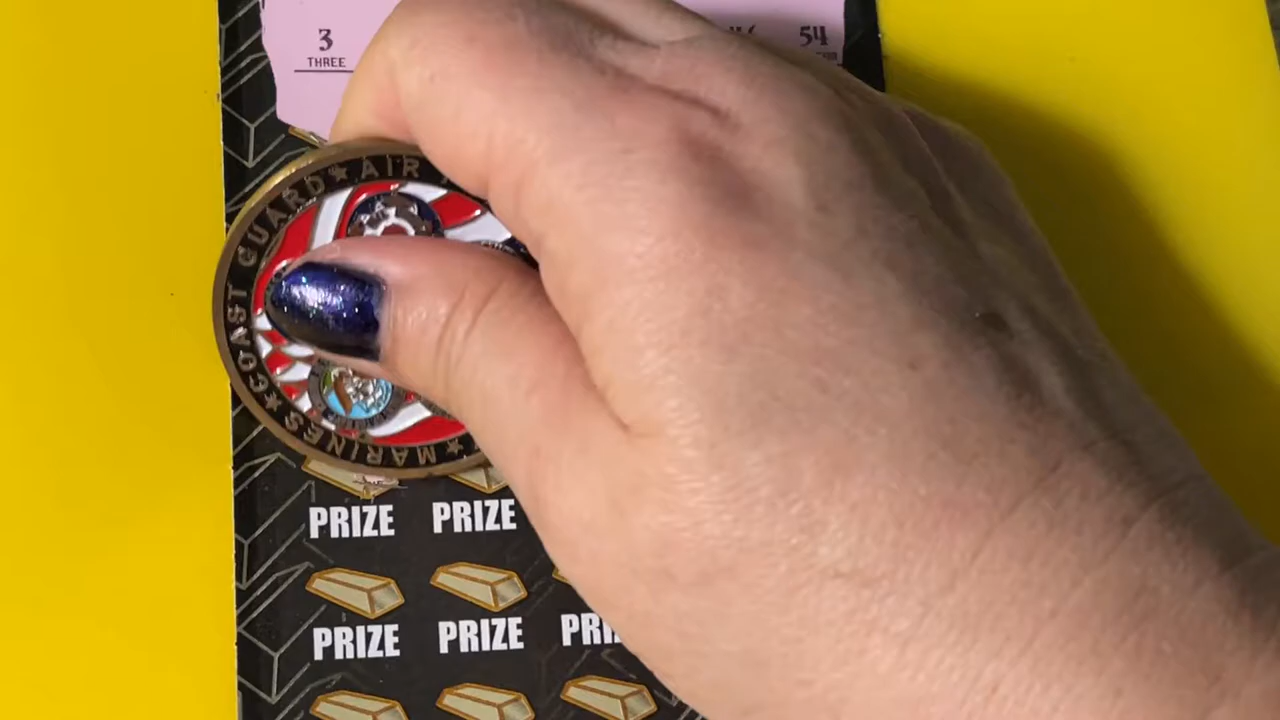 3 54
THREE
MARINES ★ COAST GUARD ★ AIR
PRIZE PRIZE
PRIZE PRIZE